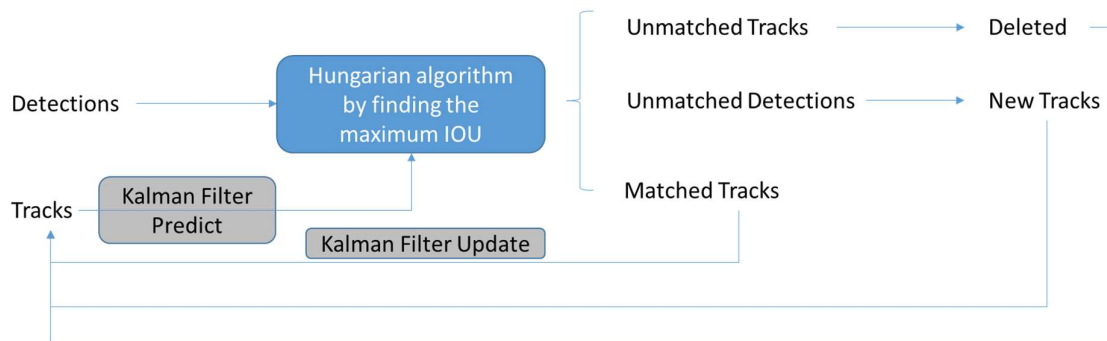 Unmatched Tracks
Deleted
Hungarian algorithm
by finding the
maximum IOU
Detections
Unmatched Detections
New Tracks
Kalman Filter
Predict
Tracks
Matched Tracks
Kalman Filter Update